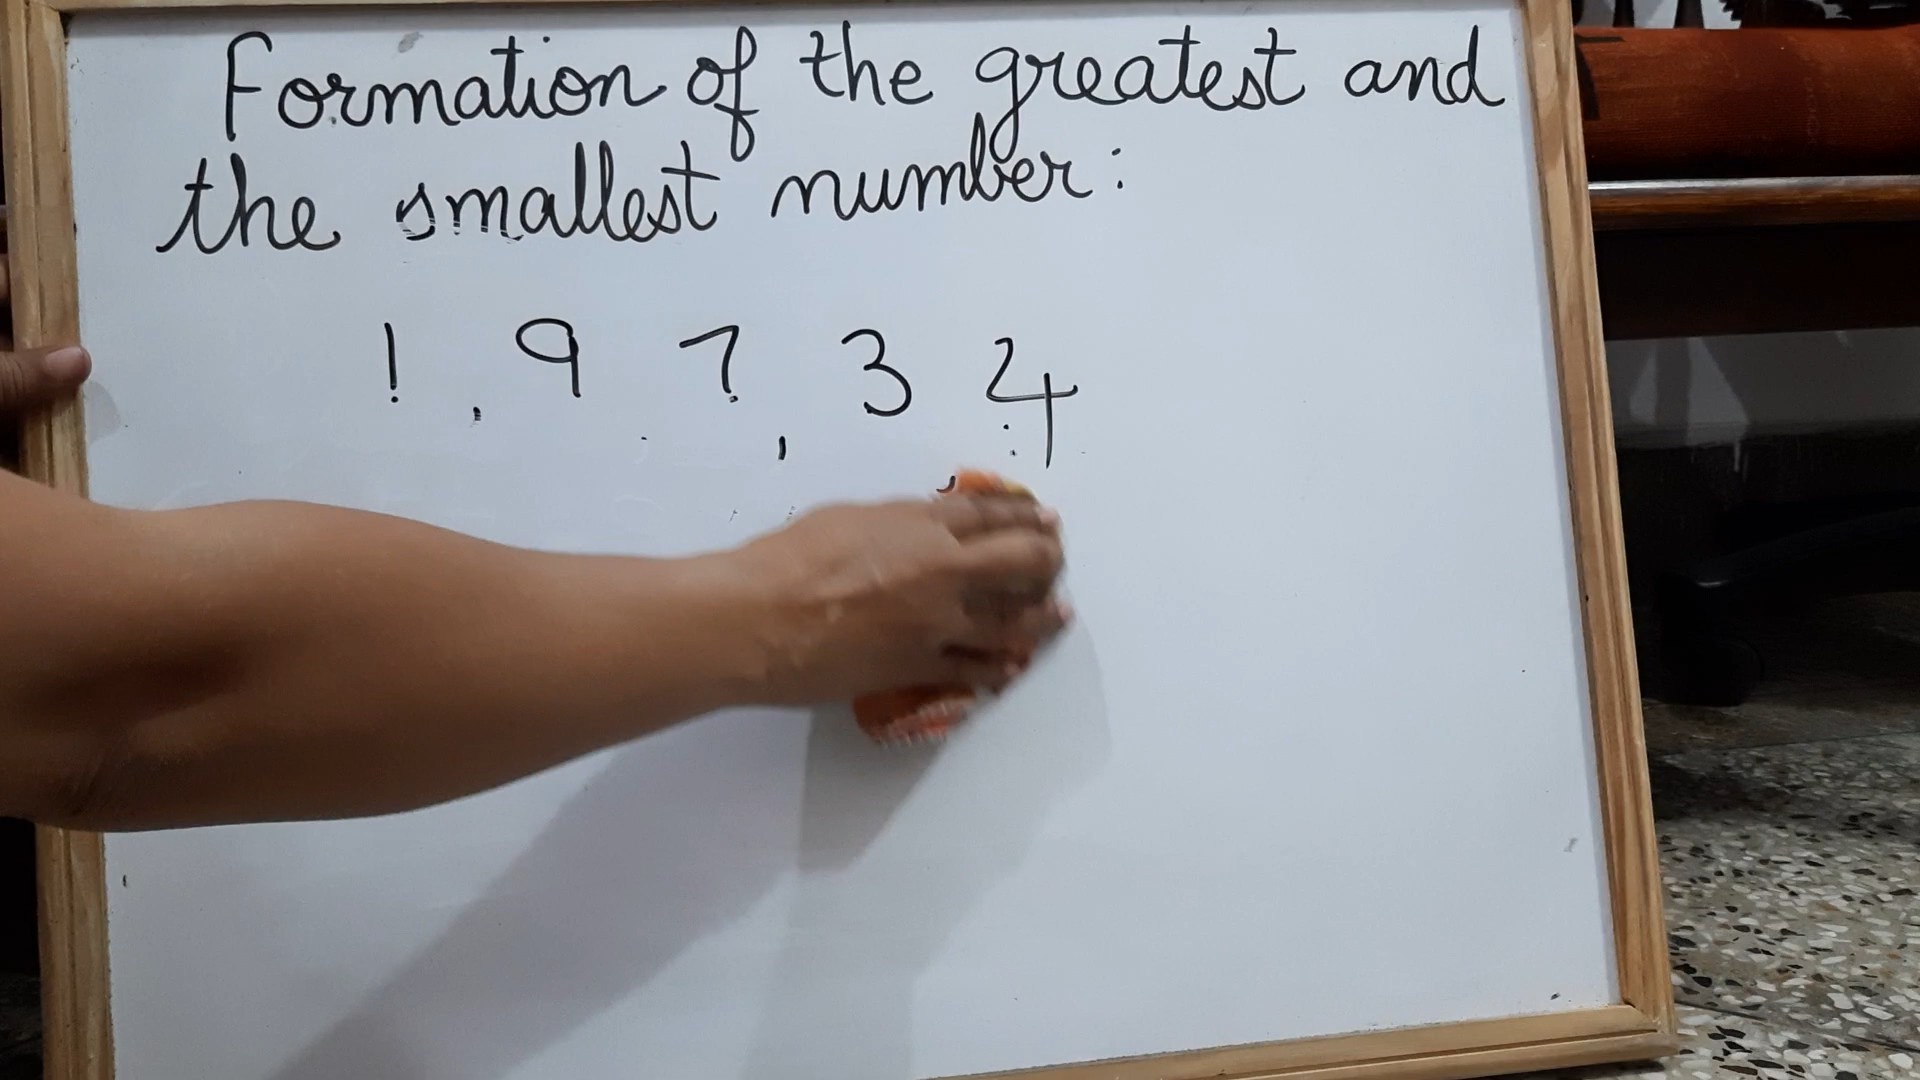 Formation of the greatest and
the smallest number:
1, 9 7, 3 4